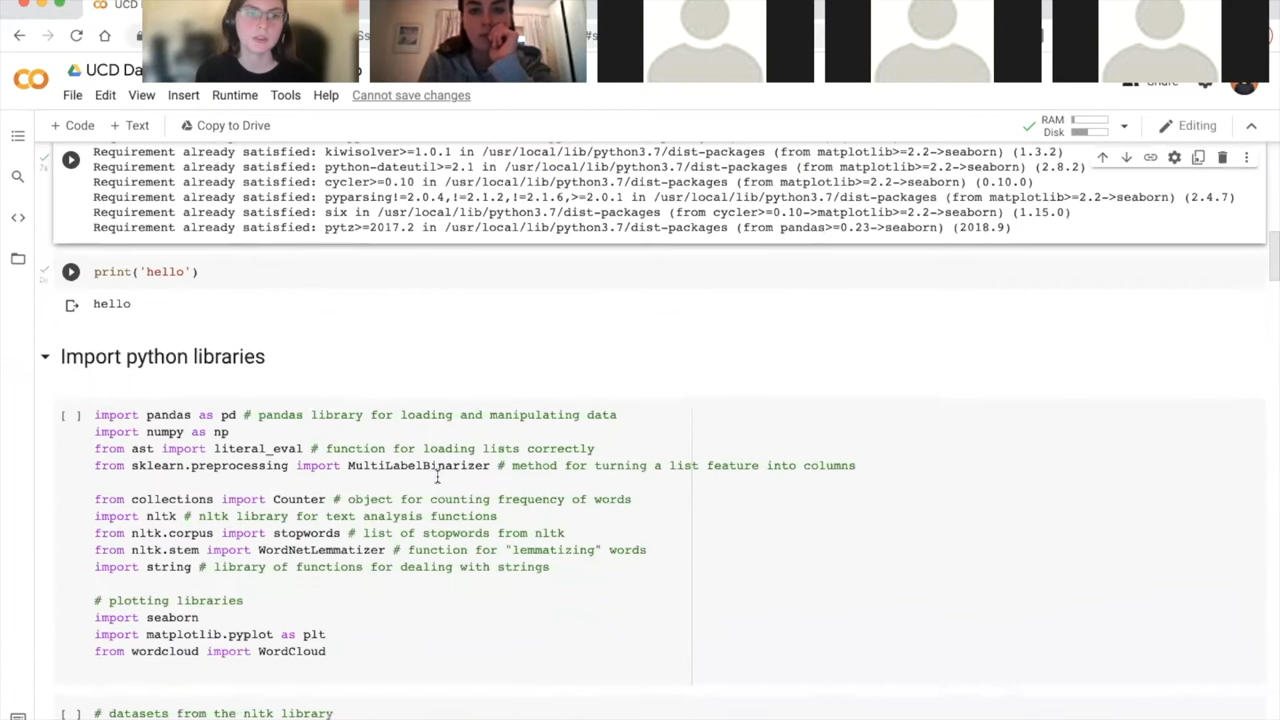 UCD
UCD Da
File Edit View Insert Runtime Tools Help Cannot save changes
+ Code + Text Copy to Drive RAM Disk Editing
Requirement already satisfied: kiwisolver>=1.0.1 in /usr/local/lib/python3.7/dist-packages (from matplotlib>=2.2->seaborn) (1.3.2)
Requirement already satisfied: python-dateutil>=2.1 in /usr/local/lib/python3.7/dist-packages (from matplotlib>=2.2->seaborn) (2.8.2)
Requirement already satisfied: cycler>=0.10 in /usr/local/lib/python3.7/dist-packages (from matplotlib>=2.2->seaborn) (0.10.0)
Requirement already satisfied: pyparsing!=2.0.4,!=2.1.2,!=2.1.6,>=2.0.1 in /usr/local/lib/python3.7/dist-packages (from matplotlib>=2.2->seaborn) (2.4.7)
Requirement already satisfied: six in /usr/local/lib/python3.7/dist-packages (from cycler>=0.10->matplotlib>=2.2->seaborn) (1.15.0)
Requirement already satisfied: pytz>=2017.2 in /usr/local/lib/python3.7/dist-packages (from pandas>=0.23->seaborn) (2018.9)
print('hello')
hello
Import python libraries
[ ] import pandas as pd # pandas library for loading and manipulating data
import numpy as np
from ast import literal_eval # function for loading lists correctly
from sklearn.preprocessing import MultiLabelBinarizer # method for turning a list feature into columns
from collections import Counter # object for counting frequency of words
import nltk # nltk library for text analysis functions
from nltk.corpus import stopwords # list of stopwords from nltk
from nltk.stem import WordNetLemmatizer # function for "lemmatizing" words
import string # library of functions for dealing with strings
# plotting libraries
import seaborn
import matplotlib.pyplot as plt
from wordcloud import WordCloud
[ ] # datasets from the nltk library